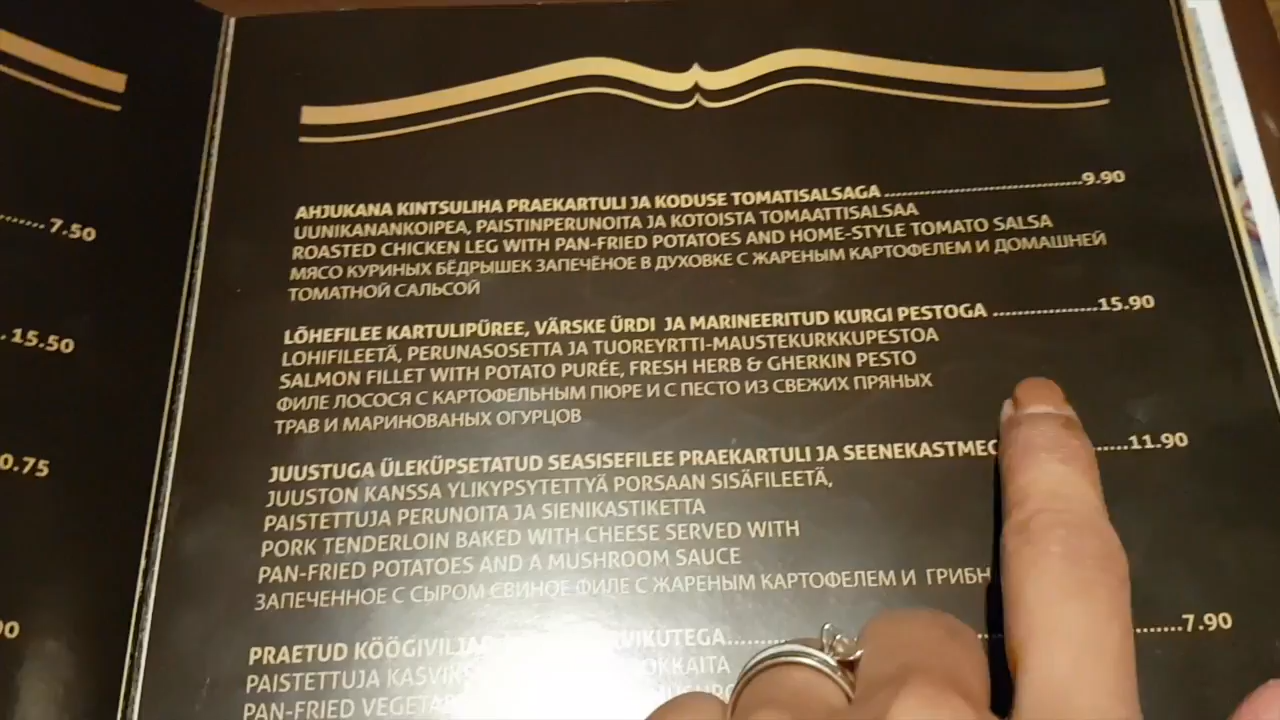 .......7.50
.15.50
0.75
90
AHJUKANA KINTSULIHA PRAEKARTULI JA KODUSE TOMATISALSAGA ........................................9.90
UUNIKANANKOIPEA, PAISTINPERUNOITA JA KOTOISTA TOMAATTISALSAA
ROASTED CHICKEN LEG WITH PAN-FRIED POTATOES AND HOME-STYLE TOMATO SALSA
МЯСО КУРИНЫХ БЁДРЫШЕК ЗАПЕЧЁНОЕ В ДУХОВКЕ С ЖАРЕНЫМ КАРТОФЕЛЕМ И ДОМАШНЕЙ
ТОМАТНОЙ САЛЬСОЙ
LÕHEFILEE KARTULIPÜREE, VÄRSKE ÜRDI JA MARINEERITUD KURGI PESTOGA ..................15.90
LOHIFILEETÄ, PERUNASOSETTA JA TUOREYRTTI-MAUSTEKURKKUPESTOA
SALMON FILLET WITH POTATO PURÉE, FRESH HERB & GHERKIN PESTO
ФИЛЕ ЛОСОСЯ С КАРТОФЕЛЬНЫМ ПЮРЕ И С ПЕСТО ИЗ СВЕЖИХ ПРЯНЫХ
ТРАВ И МАРИНОВАНЫХ ОГУРЦОВ
JUUSTUGA ÜLEKÜPSETATUD SEASISEFILEE PRAEKARTULI JA ......11.90
JUUSTON KANSSA YLIKYPSYTETTYÄ PORSAAN SISÄFILEETÄ,
PAISTETTUJA PERUNOITA JA SIENIKASTIKETTA
PORK TENDERLOIN BAKED WITH CHEESE SERVED WITH
PAN-FRIED POTATOES AND A MUSHROOM SAUCE
ЗАПЕЧЕННОЕ С СЫРОМ СВИНОЕ ФИЛЕ С ЖАРЕНЫМ КАРТОФЕЛЕМ И
PRAETUD .......7.90
PAISTETTUJA
PAN-FRIED